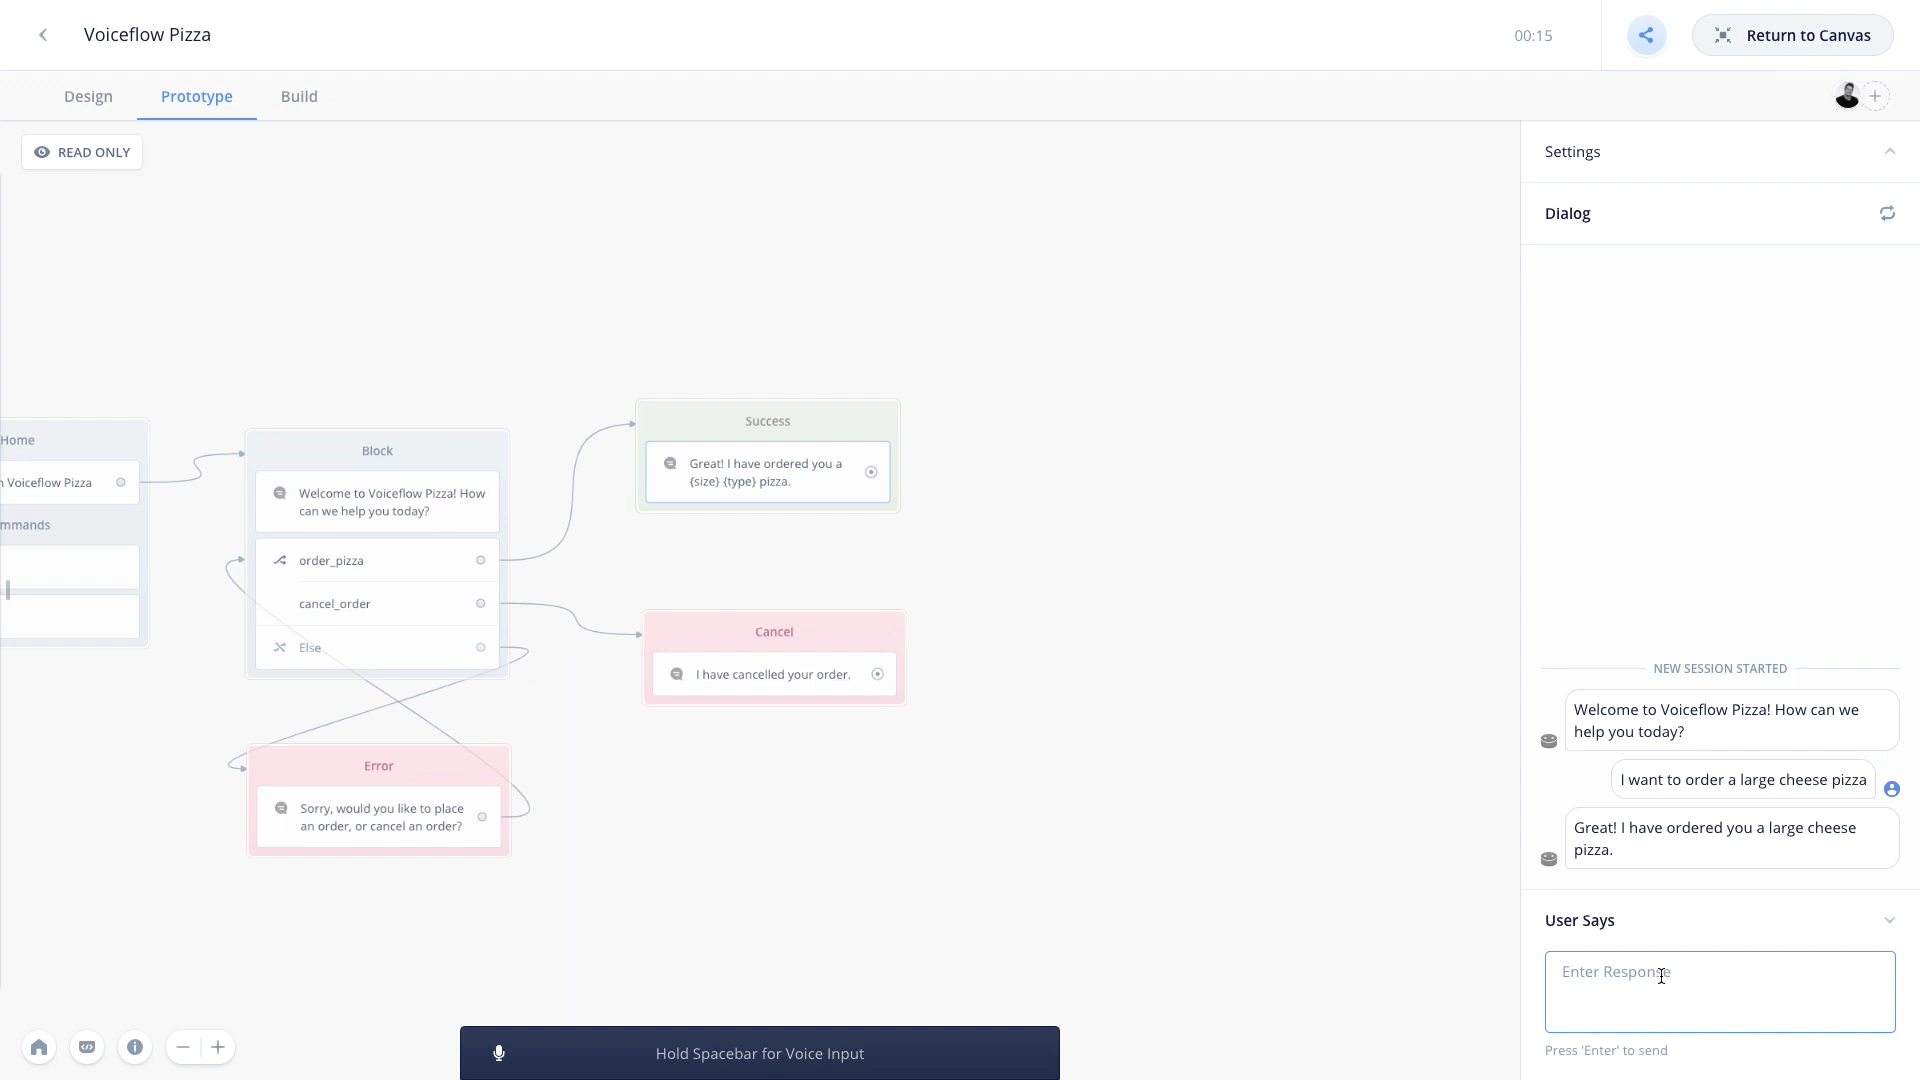 Voiceflow Pizza
00:15
Return to Canvas
Design
Prototype
Build
READ ONLY
Settings
Dialog
Home
n Voiceflow Pizza
mmands
Block
Welcome to Voiceflow Pizza! How
can we help you today?
order_pizza
cancel_order
Else
Success
Great! I have ordered you a
{size} {type} pizza.
Cancel
I have cancelled your order.
Error
Sorry, would you like to place
an order, or cancel an order?
NEW SESSION STARTED
Welcome to Voiceflow Pizza! How can we
help you today?
I want to order a large cheese pizza
Great! I have ordered you a large cheese
pizza.
User Says
Enter Response
Press 'Enter' to send
Hold Spacebar for Voice Input